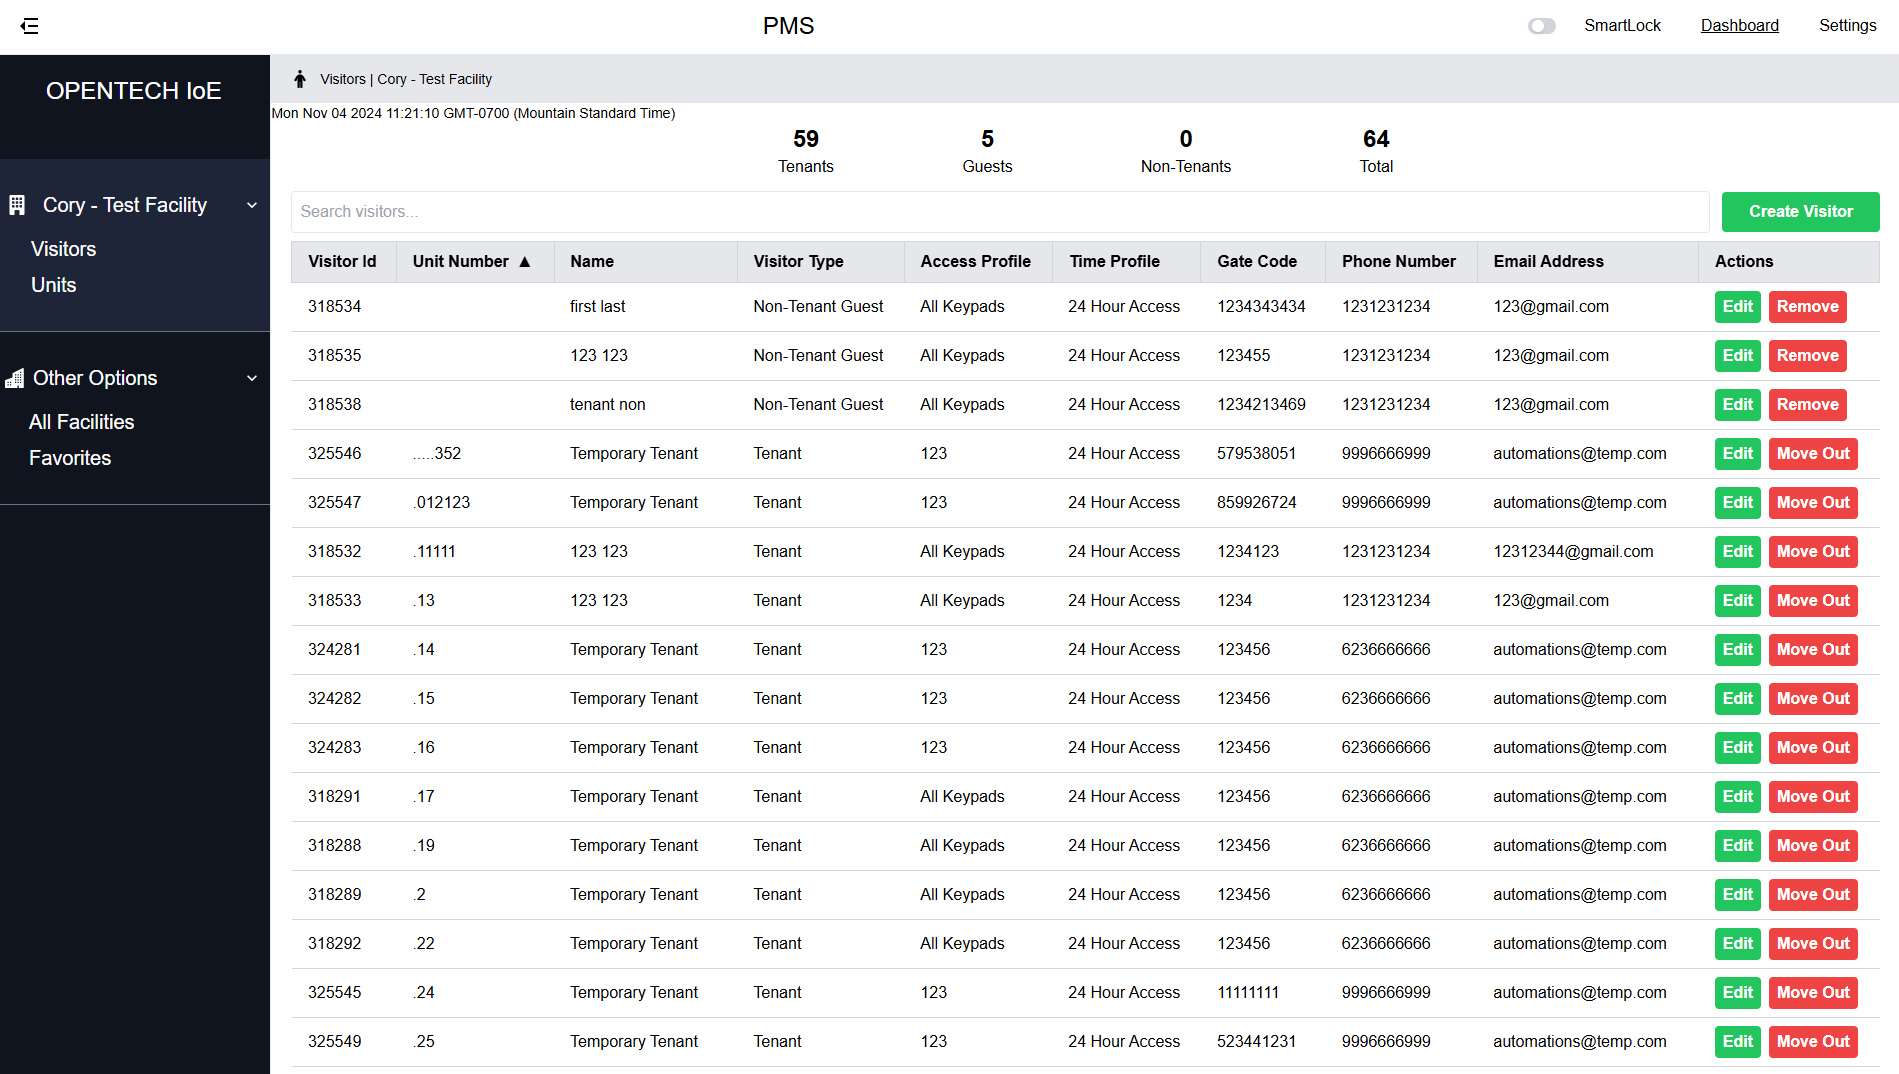 PMS
SmartLock Dashboard Settings
OPENTECH IoE
Cory - Test Facility
Visitors
Units
Other Options
All Facilities
Favorites
Visitors | Cory - Test Facility
Mon Nov 04 2024 11:21:10 GMT-0700 (Mountain Standard Time)
59 5 0 64
Tenants Guests Non-Tenants Total
Search visitors... Create Visitor
Visitor Id Unit Number ▲ Name Visitor Type Access Profile Time Profile Gate Code Phone Number Email Address Actions
318534 first last Non-Tenant Guest All Keypads 24 Hour Access 1234343434 1231231234 123@gmail.com Edit Remove
318535 123 123 Non-Tenant Guest All Keypads 24 Hour Access 123455 1231231234 123@gmail.com Edit Remove
318538 tenant non Non-Tenant Guest All Keypads 24 Hour Access 1234213469 1231231234 123@gmail.com Edit Remove
325546 .....352 Temporary Tenant Tenant 123 24 Hour Access 579538051 9996666999 automations@temp.com Edit Move Out
325547 .012123 Temporary Tenant Tenant 123 24 Hour Access 859926724 9996666999 automations@temp.com Edit Move Out
318532 .11111 123 123 Tenant All Keypads 24 Hour Access 1234123 1231231234 12312344@gmail.com Edit Move Out
318533 .13 123 123 Tenant All Keypads 24 Hour Access 1234 1231231234 123@gmail.com Edit Move Out
324281 .14 Temporary Tenant Tenant 123 24 Hour Access 123456 6236666666 automations@temp.com Edit Move Out
324282 .15 Temporary Tenant Tenant 123 24 Hour Access 123456 6236666666 automations@temp.com Edit Move Out
324283 .16 Temporary Tenant Tenant 123 24 Hour Access 123456 6236666666 automations@temp.com Edit Move Out
318291 .17 Temporary Tenant Tenant All Keypads 24 Hour Access 123456 6236666666 automations@temp.com Edit Move Out
318288 .19 Temporary Tenant Tenant All Keypads 24 Hour Access 123456 6236666666 automations@temp.com Edit Move Out
318289 .2 Temporary Tenant Tenant All Keypads 24 Hour Access 123456 6236666666 automations@temp.com Edit Move Out
318292 .22 Temporary Tenant Tenant All Keypads 24 Hour Access 123456 6236666666 automations@temp.com Edit Move Out
325545 .24 Temporary Tenant Tenant 123 24 Hour Access 11111111 9996666999 automations@temp.com Edit Move Out
325549 .25 Temporary Tenant Tenant 123 24 Hour Access 523441231 9996666999 automations@temp.com Edit Move Out